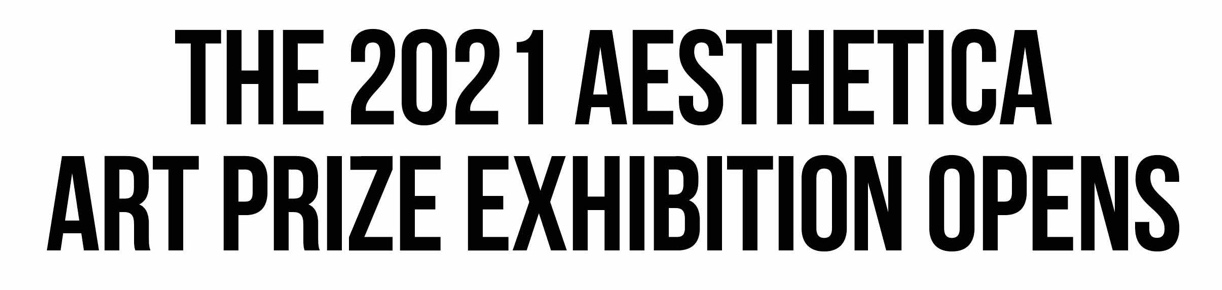 THE 2021 AESTHETICA
ART PRIZE EXHIBITION OPENS